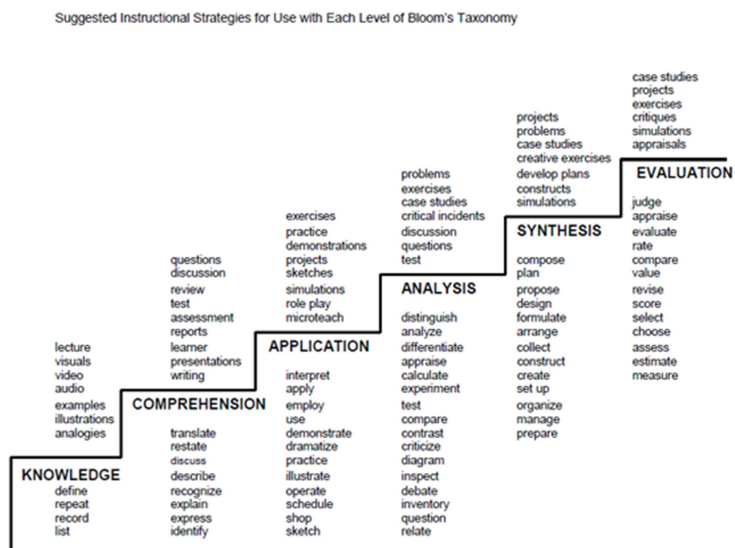 Suggested Instructional Strategies for Use with Each Level of Bloom's Taxonomy
lecture
visuals
video
audio
examples
illustrations
analogies
KNOWLEDGE
define
repeat
record
list
questions
discussion
review
test
assessment
reports
learner
presentations
writing
COMPREHENSION
translate
restate
discuss
describe
recognize
explain
express
identify
exercises
practice
demonstrations
projects
sketches
simulations
role play
microteach
APPLICATION
interpret
apply
employ
use
demonstrate
dramatize
practice
illustrate
operate
schedule
shop
sketch
problems
exercises
case studies
critical incidents
discussion
questions
test
ANALYSIS
distinguish
analyze
differentiate
appraise
calculate
experiment
test
compare
contrast
criticize
diagram
inspect
debate
inventory
question
relate
projects
problems
case studies
creative exercises
develop plans
constructs
simulations
SYNTHESIS
compose
plan
propose
design
formulate
arrange
collect
construct
create
set up
organize
manage
prepare
case studies
projects
exercises
critiques
simulations
appraisals
EVALUATION
judge
appraise
evaluate
rate
compare
value
revise
score
select
choose
assess
estimate
measure